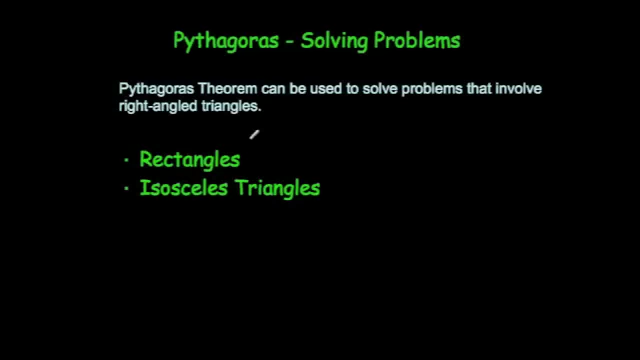 Pythagoras - Solving Problems
Pythagoras Theorem can be used to solve problems that involve
right-angled triangles.
· Rectangles
· Isosceles Triangles